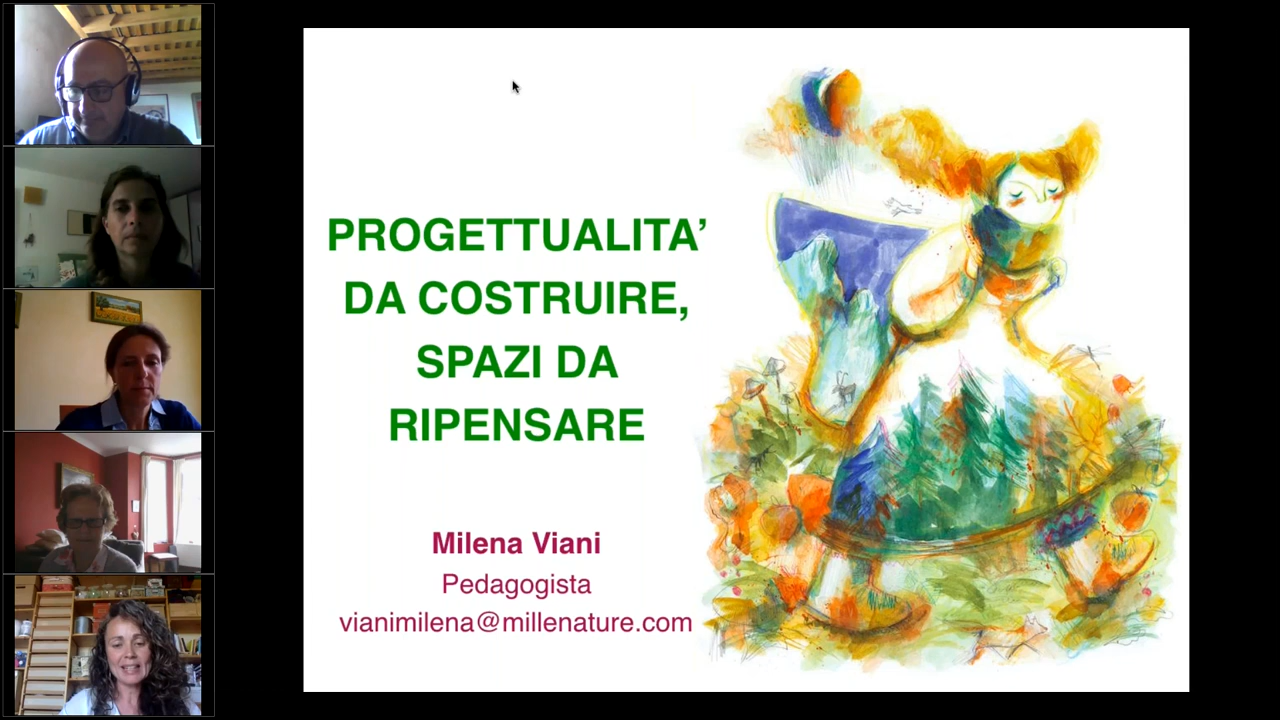 PROGETTUALITA’
DA COSTRUIRE,
SPAZI DA
RIPENSARE
Milena Viani
Pedagogista
vianimilena@millenature.com